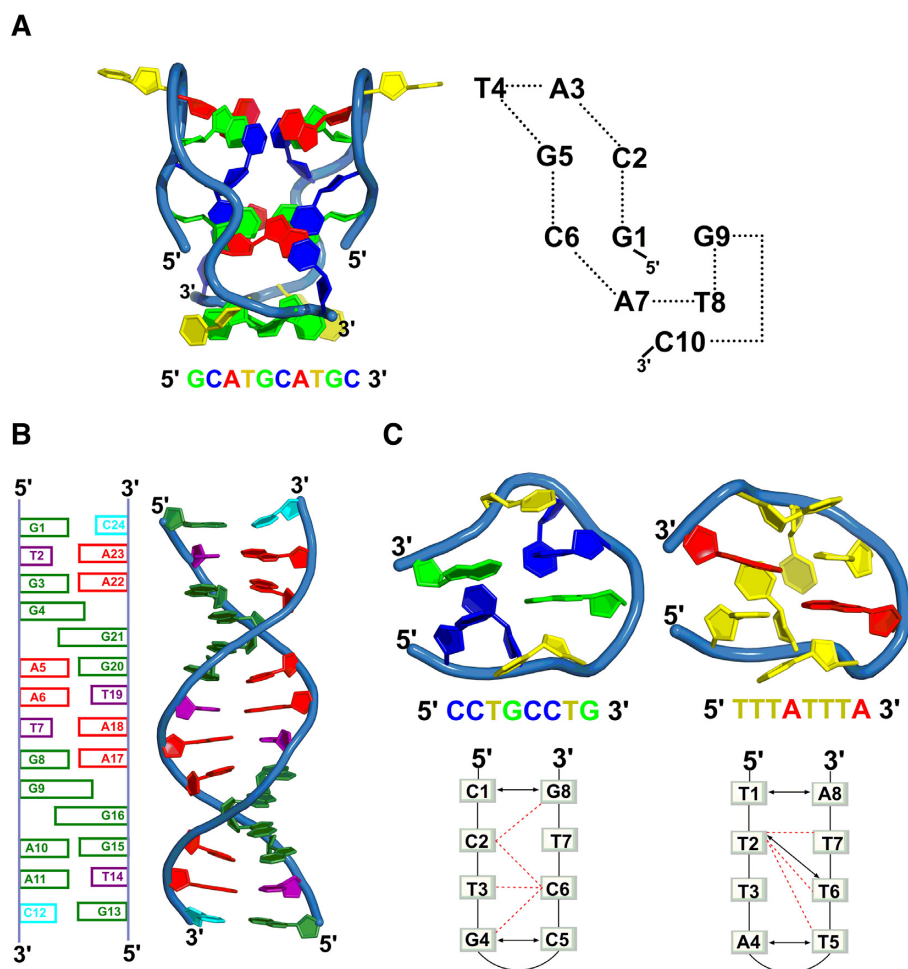 A
T4 A3
G5 C2
C6 G1 G9
5'
A7 T8
C10
3'
5' 5'
3' 3'
5' GCATGCATGC 3'
B
5' 3'
G1 C24
T2 A23
G3 A22
G4
G21
A5 G20
A6 T19
T7 A18
G8 A17
G9
G16
A10 G15
A11 T14
C12 G13
3' 5'
5' 3'
3' 5'
C
3'
5'
5' CCTGCCTG 3'
3'
5'
5' TTTATTTA 3'
5' 3'
C1 G8
C2 T7
T3 C6
G4 C5
5' 3'
T1 A8
T2 T7
T3 T6
A4 T5